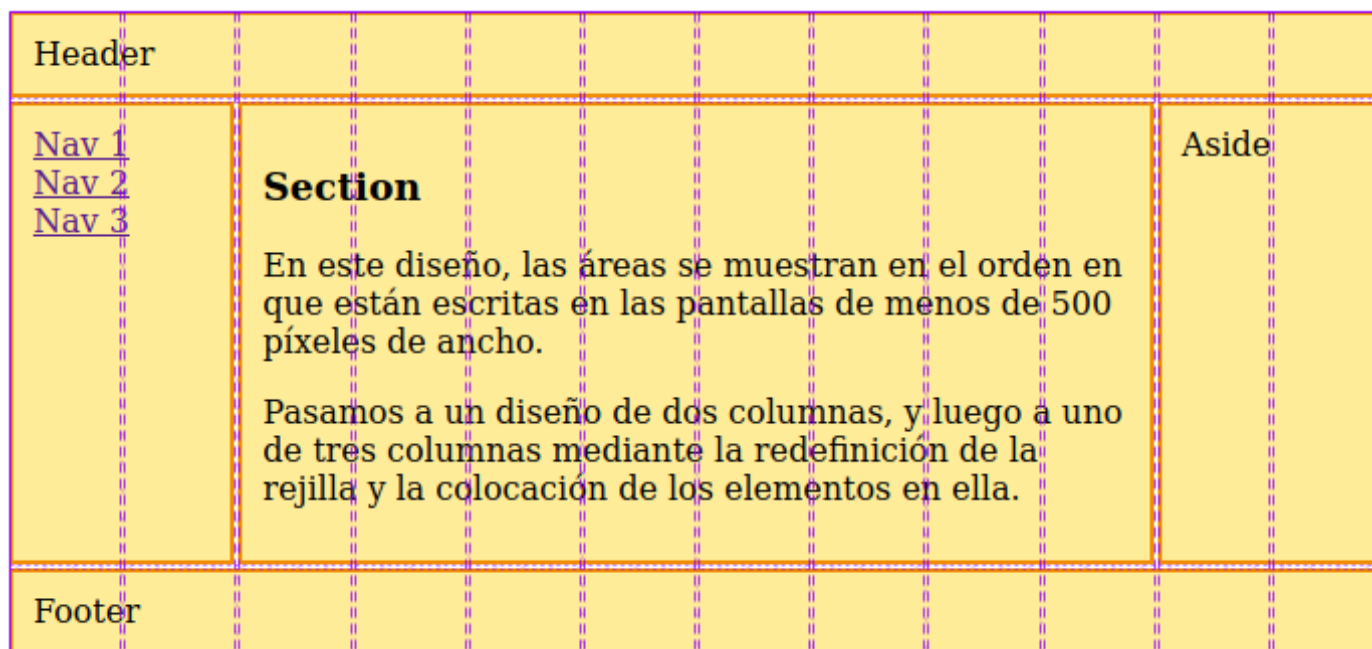 Header
Nav 1
Nav 2
Nav 3
Section
En este diseño, las áreas se muestran en el orden en
que están escritas en las pantallas de menos de 500
píxeles de ancho.
Pasamos a un diseño de dos columnas, y luego a uno
de tres columnas mediante la redefinición de la
rejilla y la colocación de los elementos en ella.
Aside
Footer